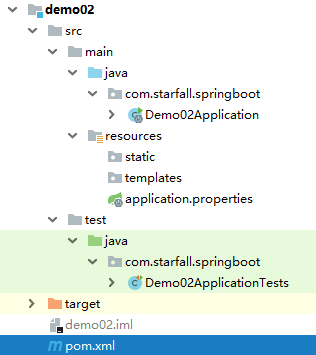 demo02
src
main
java
com.starfall.springboot
Demo02Application
resources
static
templates
application.properties
test
java
com.starfall.springboot
Demo02ApplicationTests
target
demo02.iml
pom.xml